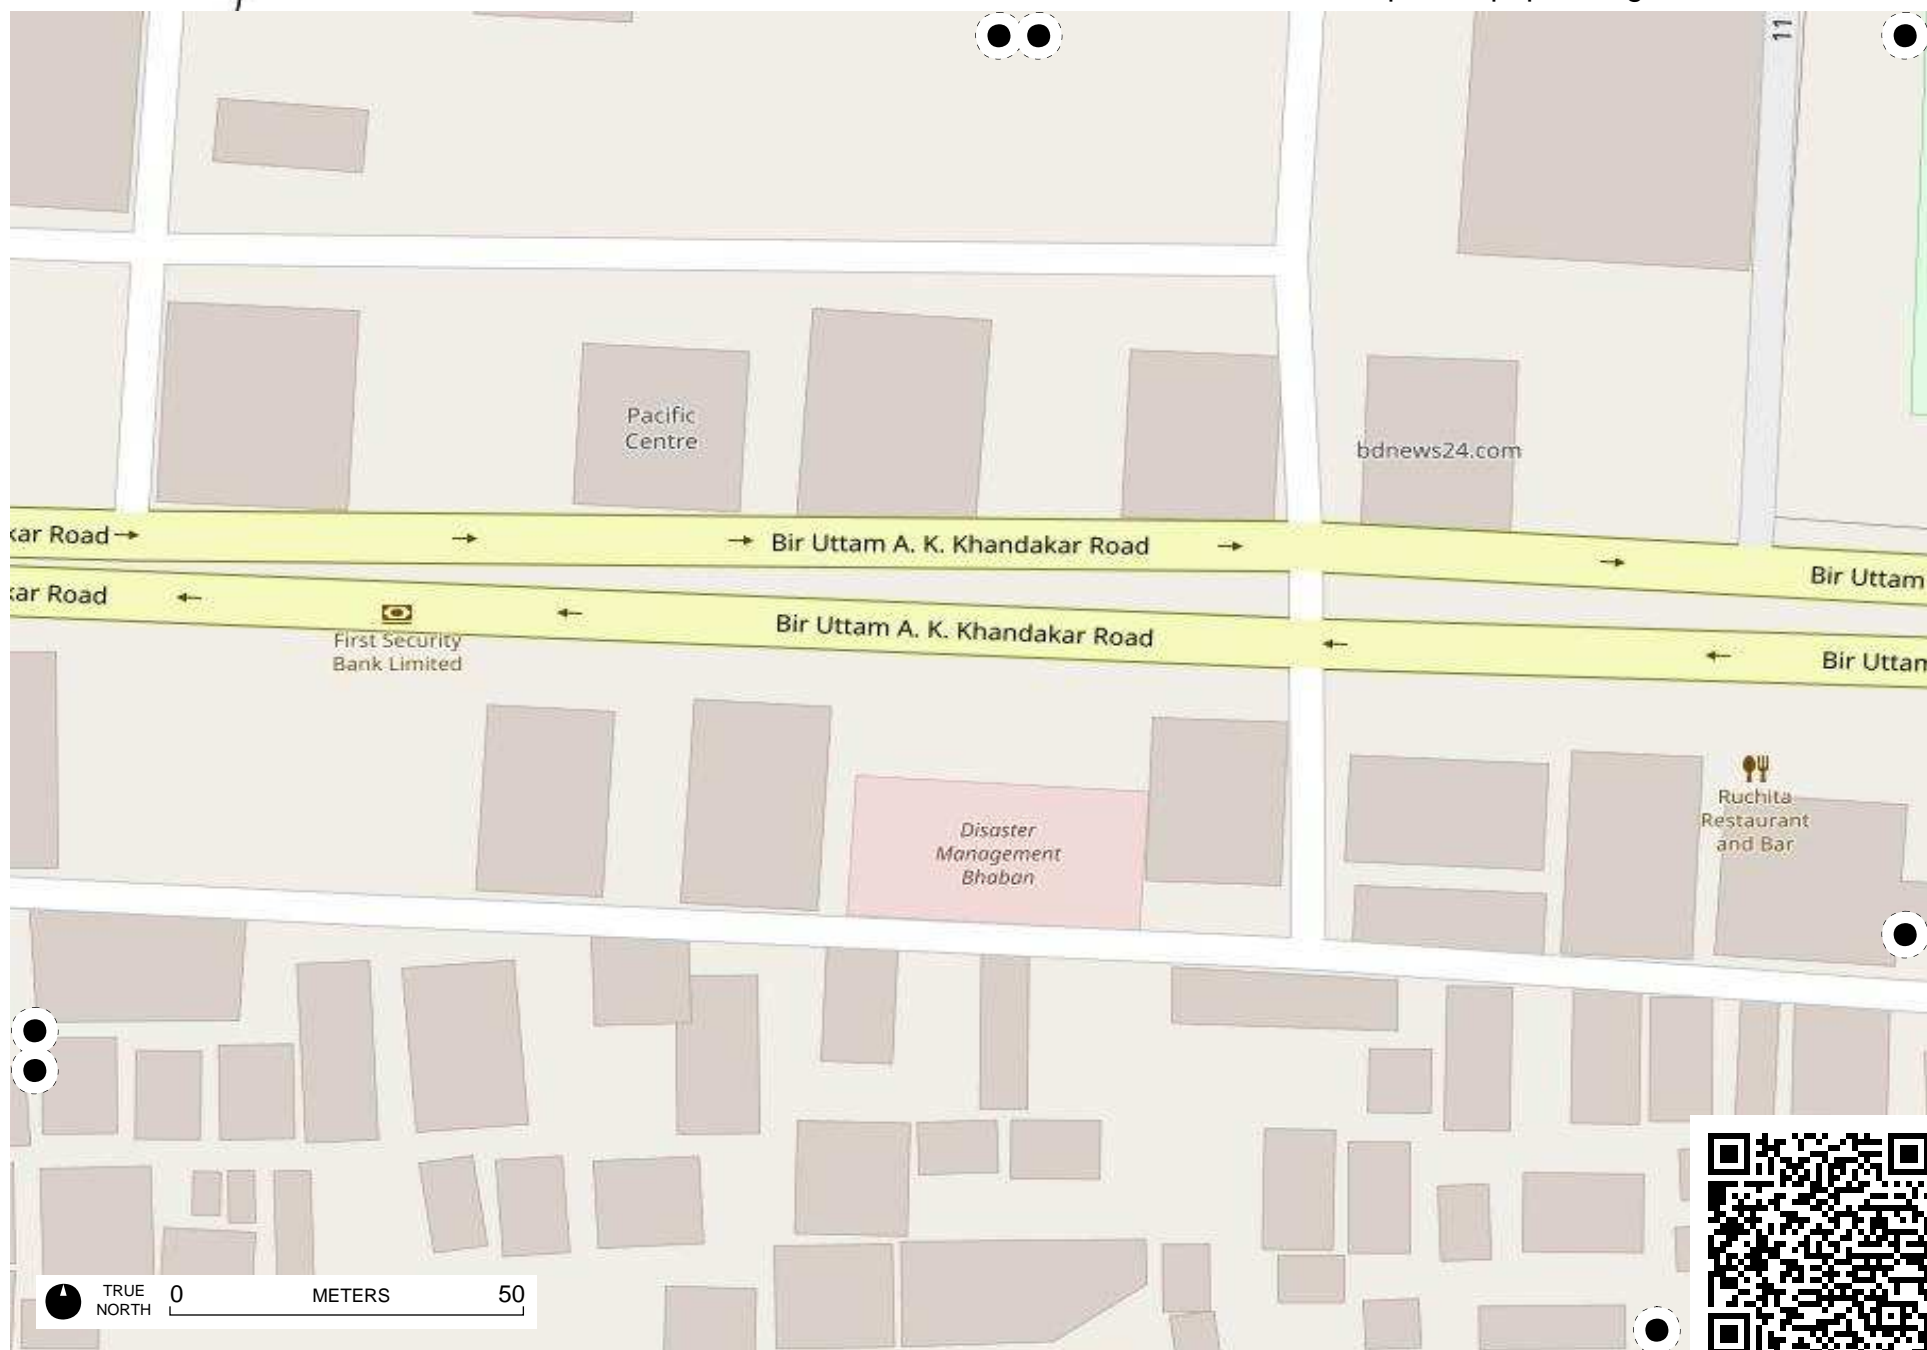 11
Pacific
Centre
bdnews24.com
kar Road
Bir Uttam A. K. Khandakar Road
Bir Uttam
kar Road
Bir Uttam A. K. Khandakar Road
Bir Uttam
First Security
Bank Limited
Disaster
Management
Bhaban
Ruchita
Restaurant
and Bar
TRUE
NORTH
0 METERS 50